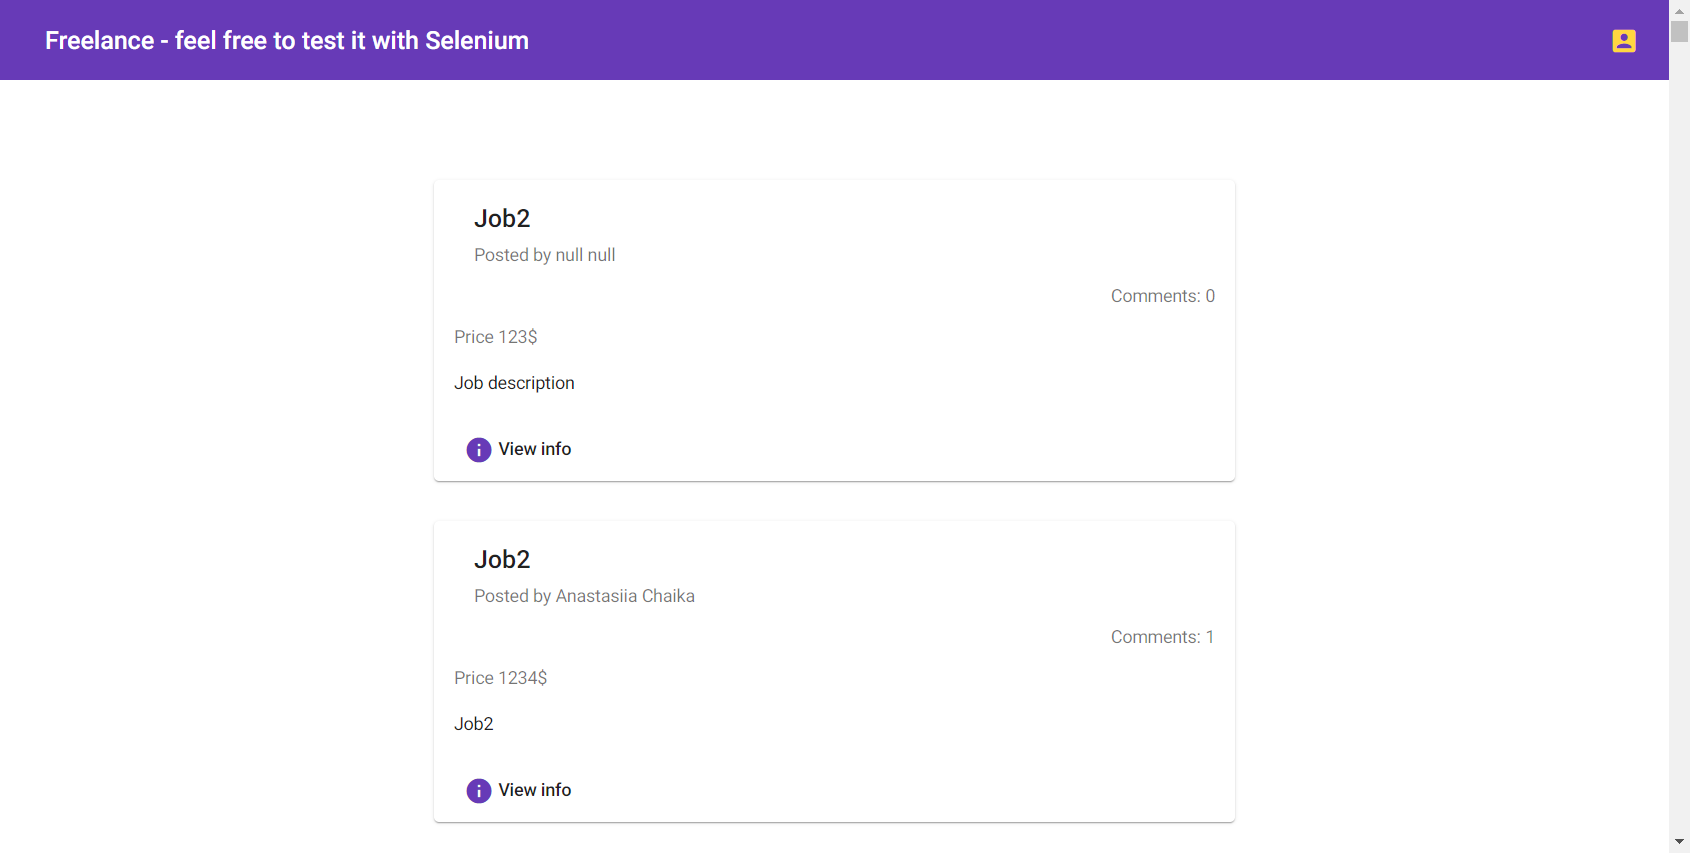 Freelance - feel free to test it with Selenium
Job2
Posted by null null
Comments: 0
Price 123$
Job description
View info
Job2
Posted by Anastasiia Chaika
Comments: 1
Price 1234$
Job2
View info